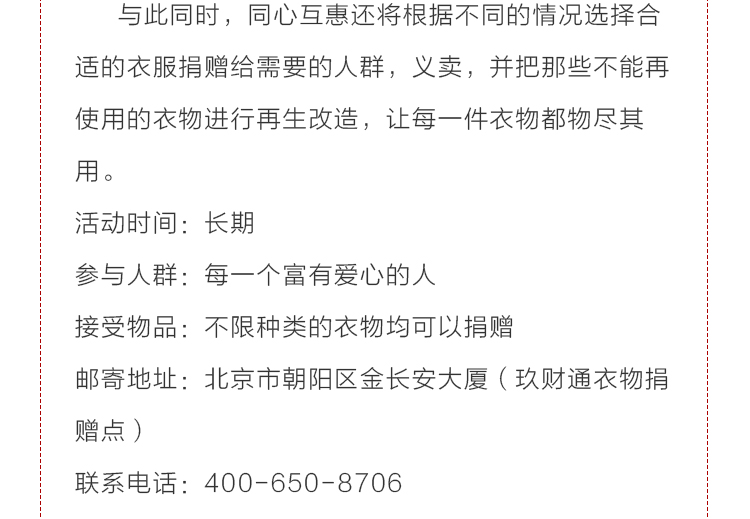 与此同时，同心互惠还将根据不同的情况选择合
适的衣服捐赠给需要的人群，义卖，并把那些不能再
使用的衣物进行再生改造，让每一件衣物都物尽其
用。
活动时间：长期
参与人群：每一个富有爱心的人
接受物品：不限种类的衣物均可以捐赠
邮寄地址：北京市朝阳区金长安大厦（玖财通衣物捐
赠点）
联系电话：400-650-8706